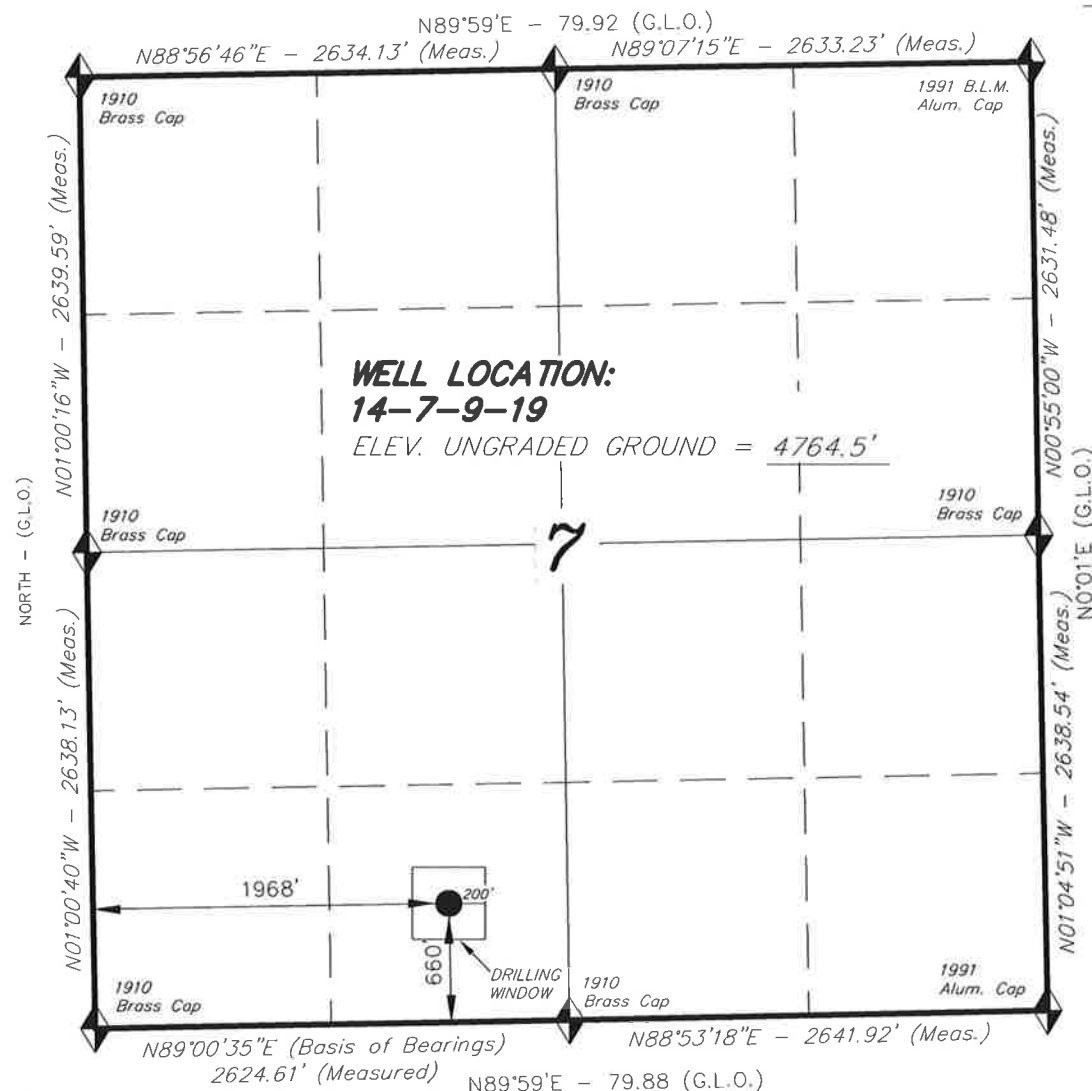 N89°59'E - 79.92 (G.L.O.)
N88°56'46"E - 2634.13' (Meas.)
N89°07'15"E - 2633.23' (Meas.)
1910
Brass Cap
1910
Brass Cap
1991 B.L.M.
Alum. Cap
N01°00'16"W - 2639.59' (Meas.)
N00°55'00"W - 2631.48' (Meas.)
WELL LOCATION:
14-7-9-19
ELEV. UNGRADED GROUND = 4764.5'
NORTH - (G.L.O.)
N0°01'E (G.L.O.)
1910
Brass Cap
7
1910
Brass Cap
N01°00'40"W - 2638.13' (Meas.)
N01°04'51"W - 2638.54' (Meas.)
1968'
200'
660'
DRILLING
WINDOW
1910
Brass Cap
1910
Brass Cap
1991
Alum. Cap
N89°00'35"E (Basis of Bearings)
2624.61' (Measured)
N88°53'18"E - 2641.92' (Meas.)
N89°59'E - 79.88 (G.L.O.)